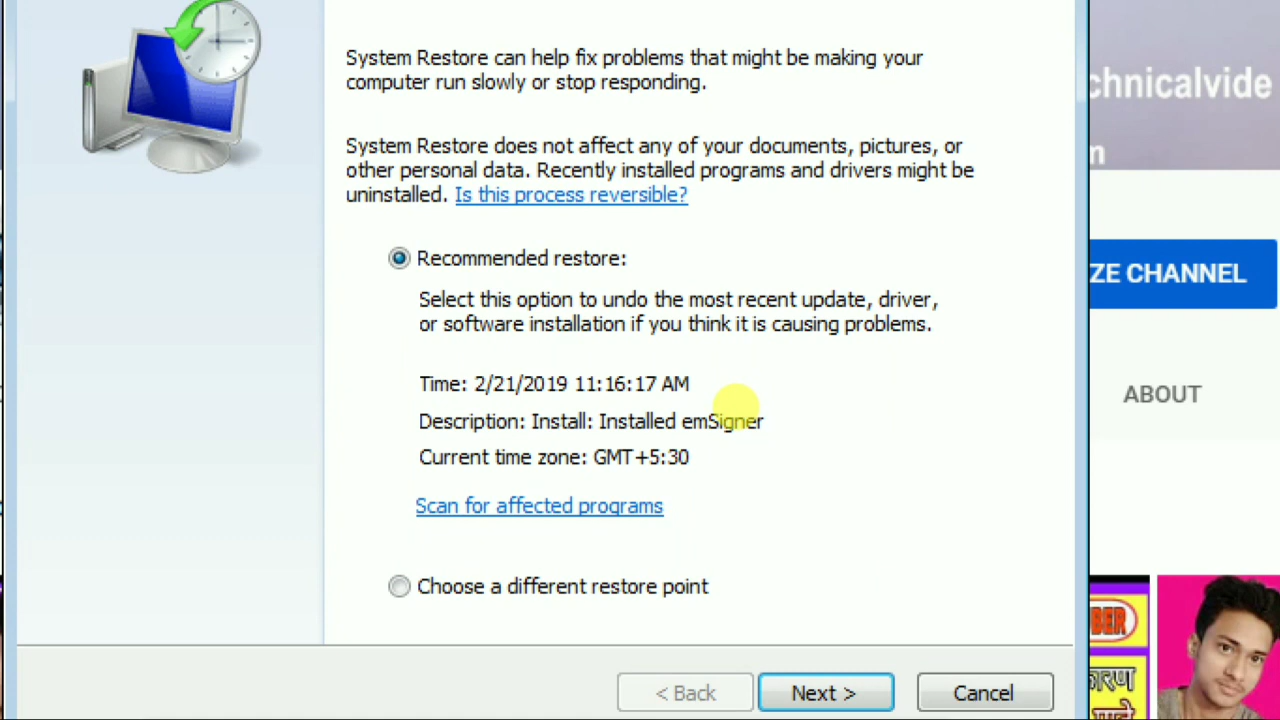 System Restore can help fix problems that might be making your
computer run slowly or stop responding.
chnicalvide
m
System Restore does not affect any of your documents, pictures, or
other personal data. Recently installed programs and drivers might be
uninstalled. Is this process reversible?
Recommended restore:
ZE CHANNEL
Select this option to undo the most recent update, driver,
or software installation if you think it is causing problems.
Time: 2/21/2019 11:16:17 AM
ABOUT
Description: Install: Installed emSigner
Current time zone: GMT+5:30
Scan for affected programs
Choose a different restore point
BER
< Back
Next >
Cancel